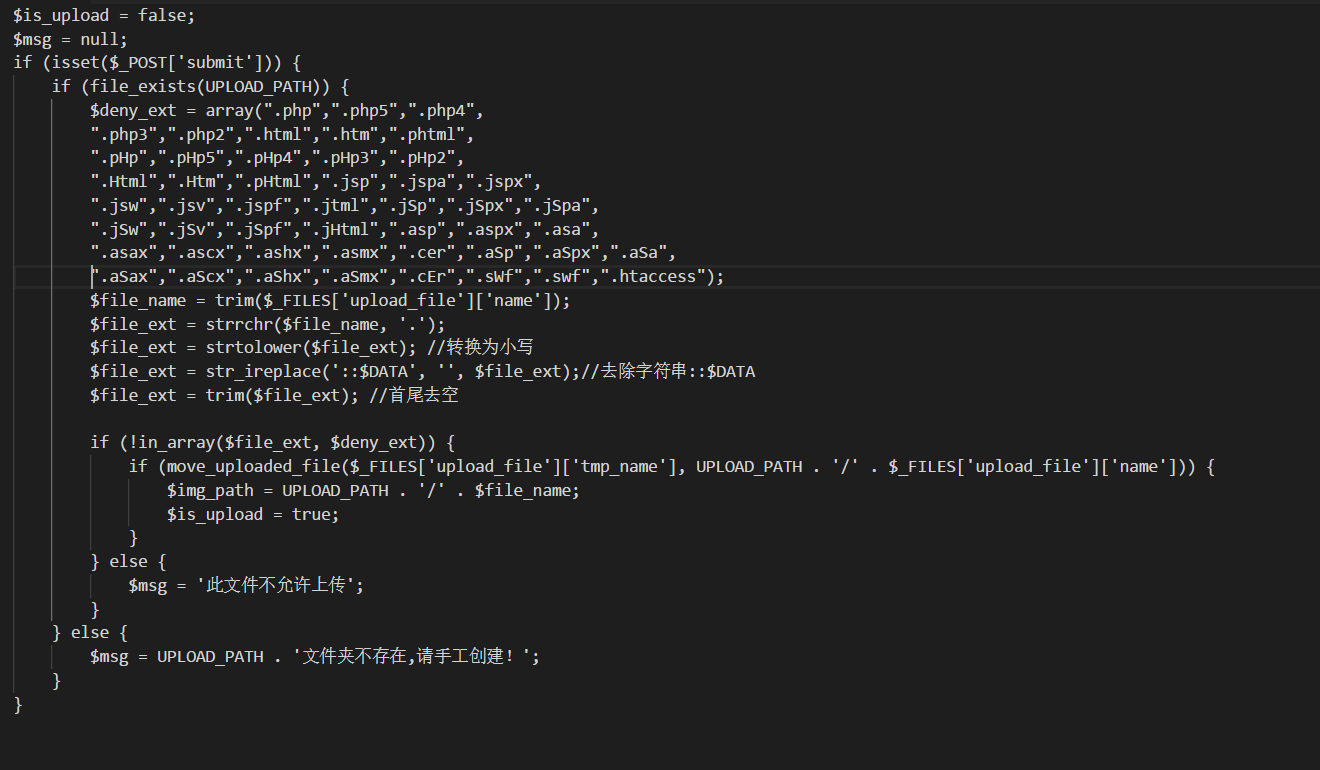 $is_upload = false;
$msg = null;
if (isset($_POST['submit'])) {
    if (file_exists(UPLOAD_PATH)) {
        $deny_ext = array(".php",".php5",".php4",
        ".php3",".php2",".html",".htm",".phtml",
        ".pHp",".pHp5",".pHp4",".pHp3",".pHp2",
        ".Html",".Htm",".pHtml",".jsp",".jspa",".jspx",
        ".jsw",".jsv",".jspf",".jtml",".jSp",".jSpx",".jSpa",
        ".jSw",".jSv",".jSpf",".jHtml",".asp",".aspx",".asa",
        ".asax",".ascx",".ashx",".asmx",".cer",".aSp",".aSpx",".aSa",
        ".aSax",".aScx",".aShx",".aSmx",".cEr",".sWf",".swf",".htaccess");
        $file_name = trim($_FILES['upload_file']['name']);
        $file_ext = strrchr($file_name, '.');
        $file_ext = strtolower($file_ext); //转换为小写
        $file_ext = str_ireplace('::$DATA', '', $file_ext);//去除字符串::$DATA
        $file_ext = trim($file_ext); //首尾去空
        if (!in_array($file_ext, $deny_ext)) {
            if (move_uploaded_file($_FILES['upload_file']['tmp_name'], UPLOAD_PATH . '/' . $_FILES['upload_file']['name'])) {
                $img_path = UPLOAD_PATH . '/' . $file_name;
                $is_upload = true;
            }
        } else {
            $msg = '此文件不允许上传';
        }
    } else {
        $msg = UPLOAD_PATH . '文件夹不存在,请手工创建！';
    }
}